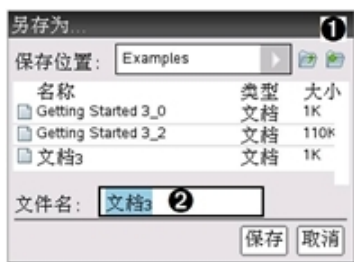 另存为... ❶
保存位置: Examples
名称 类型 大小
Getting Started 3_0 文档 1K
Getting Started 3_2 文档 110K
文档3 文档 1K
文件名: 文档3 ❷
保存 取消